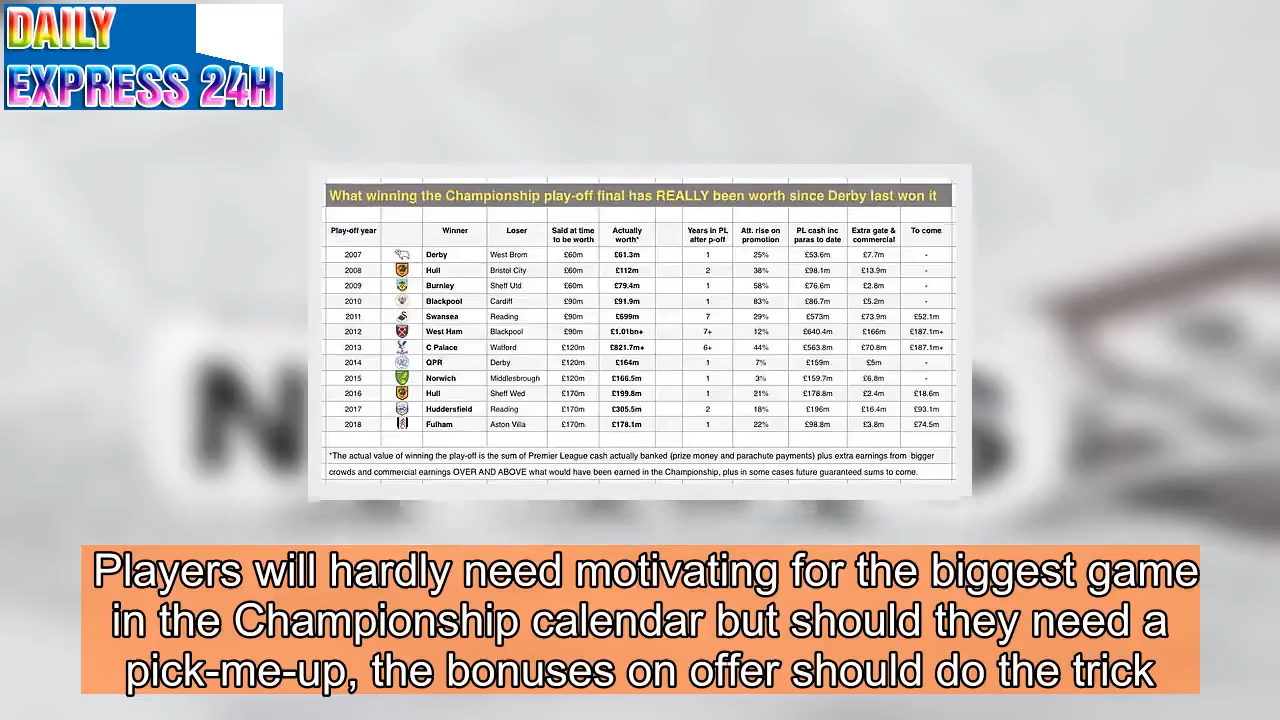 DAILY
EXPRESS 24H
What winning the Championship play-off final has REALLY been worth since Derby last won it
Play-off year Winner Loser Said at time to be worth Actually worth* Years in PL after p-off Att. rise on promotion PL cash inc paras to date Extra gate & commercial To come
2007 Derby West Brom £60m £61.3m 1 25% £53.6m £7.7m -
2008 Hull Bristol City £60m £112m 2 38% £98.1m £13.9m -
2009 Burnley Sheff Utd £60m £79.4m 1 58% £76.6m £2.8m -
2010 Blackpool Cardiff £90m £91.9m 1 83% £86.7m £5.2m -
2011 Swansea Reading £90m £699m 7 29% £573m £73.9m £52.1m
2012 West Ham Blackpool £90m £1.01bn+ 7+ 12% £640.4m £166m £187.1m+
2013 C Palace Watford £120m £821.7m+ 6+ 44% £563.8m £70.8m £187.1m+
2014 QPR Derby £120m £164m 1 7% £159m £5m -
2015 Norwich Middlesbrough £120m £166.5m 1 3% £159.7m £6.8m -
2016 Hull Sheff Wed £170m £199.8m 1 21% £178.8m £2.4m £18.6m
2017 Huddersfield Reading £170m £305.5m 2 18% £196m £16.4m £93.1m
2018 Fulham Aston Villa £170m £178.1m 1 22% £98.8m £3.8m £74.5m
*The actual value of winning the play-off is the sum of Premier League cash actually banked (prize money and parachute payments) plus extra earnings from bigger
crowds and commercial earnings OVER AND ABOVE what would have been earned in the Championship, plus in some cases future guaranteed sums to come.
Players will hardly need motivating for the biggest game
in the Championship calendar but should they need a
pick-me-up, the bonuses on offer should do the trick